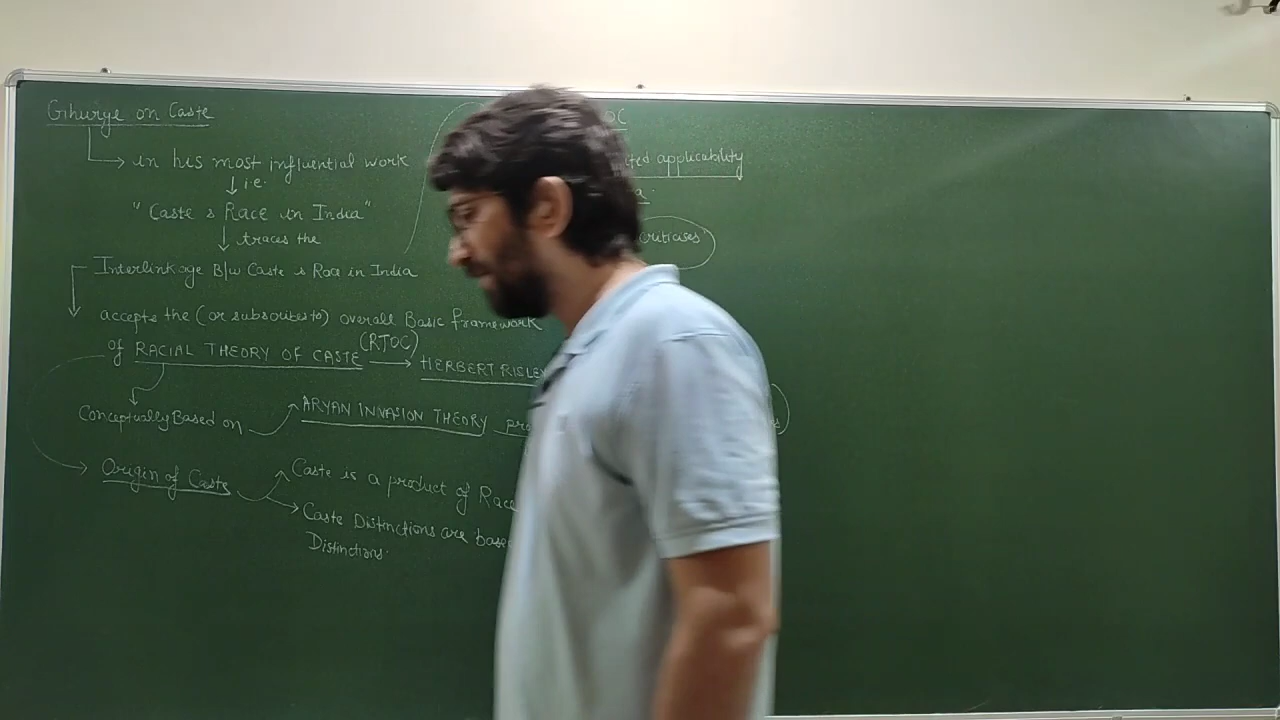 Ghurye on Caste
in his most influential work
i.e.
"Caste & Race in India"
traces the
Interlinkage B/w Caste & Race in India
accepts the (or subscribes to) overall Basic framework
of RACIAL THEORY OF CASTE (RTOC) HERBERT RISLEY
Conceptually Based on ARYAN INVASION THEORY
Origin of Caste
Caste is a product of Race
Caste Distinctions are based
Distinctions.
OC
applicability
criticises